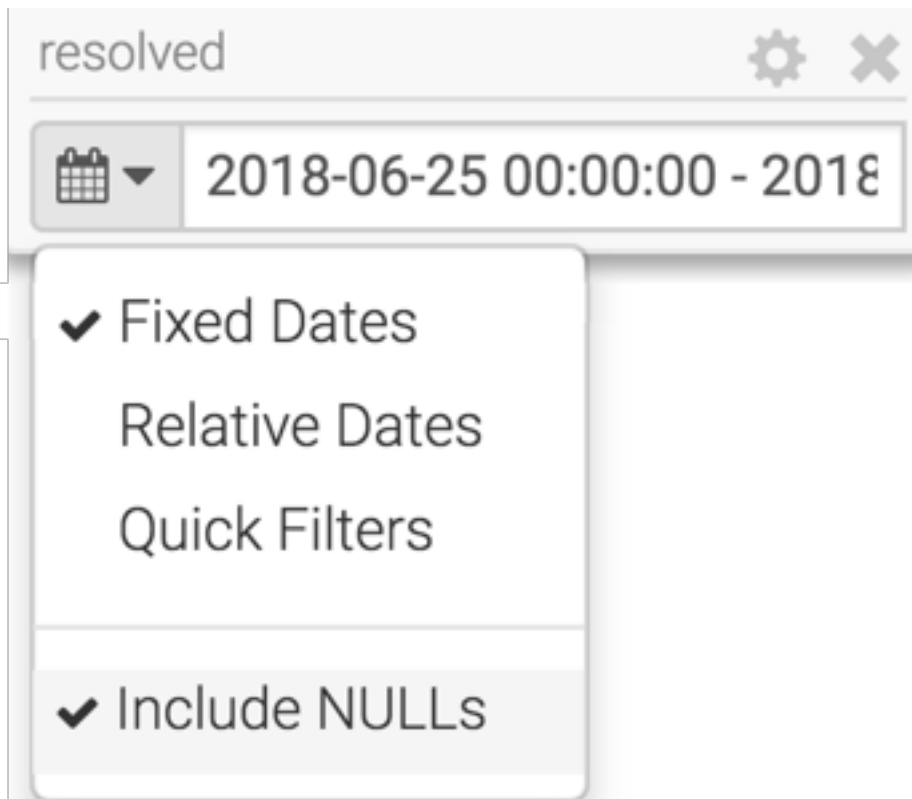 resolved
2018-06-25 00:00:00 - 2018
Fixed Dates
Relative Dates
Quick Filters
Include NULLs